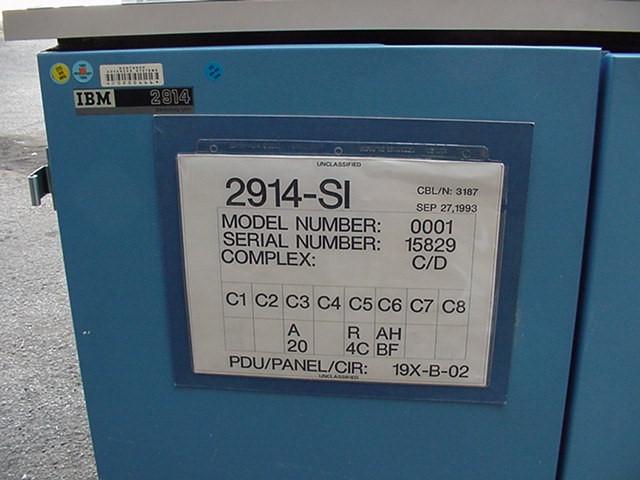 IBM 2914
UNCLASSIFIED
2914-SI
CBL/N: 3187
SEP 27,1993
MODEL NUMBER: 0001
SERIAL NUMBER: 15829
COMPLEX: C/D
C1 C2 C3 C4 C5 C6 C7 C8
A R AH
20 4C BF
PDU/PANEL/CIR: 19X-B-02
UNCLASSIFIED